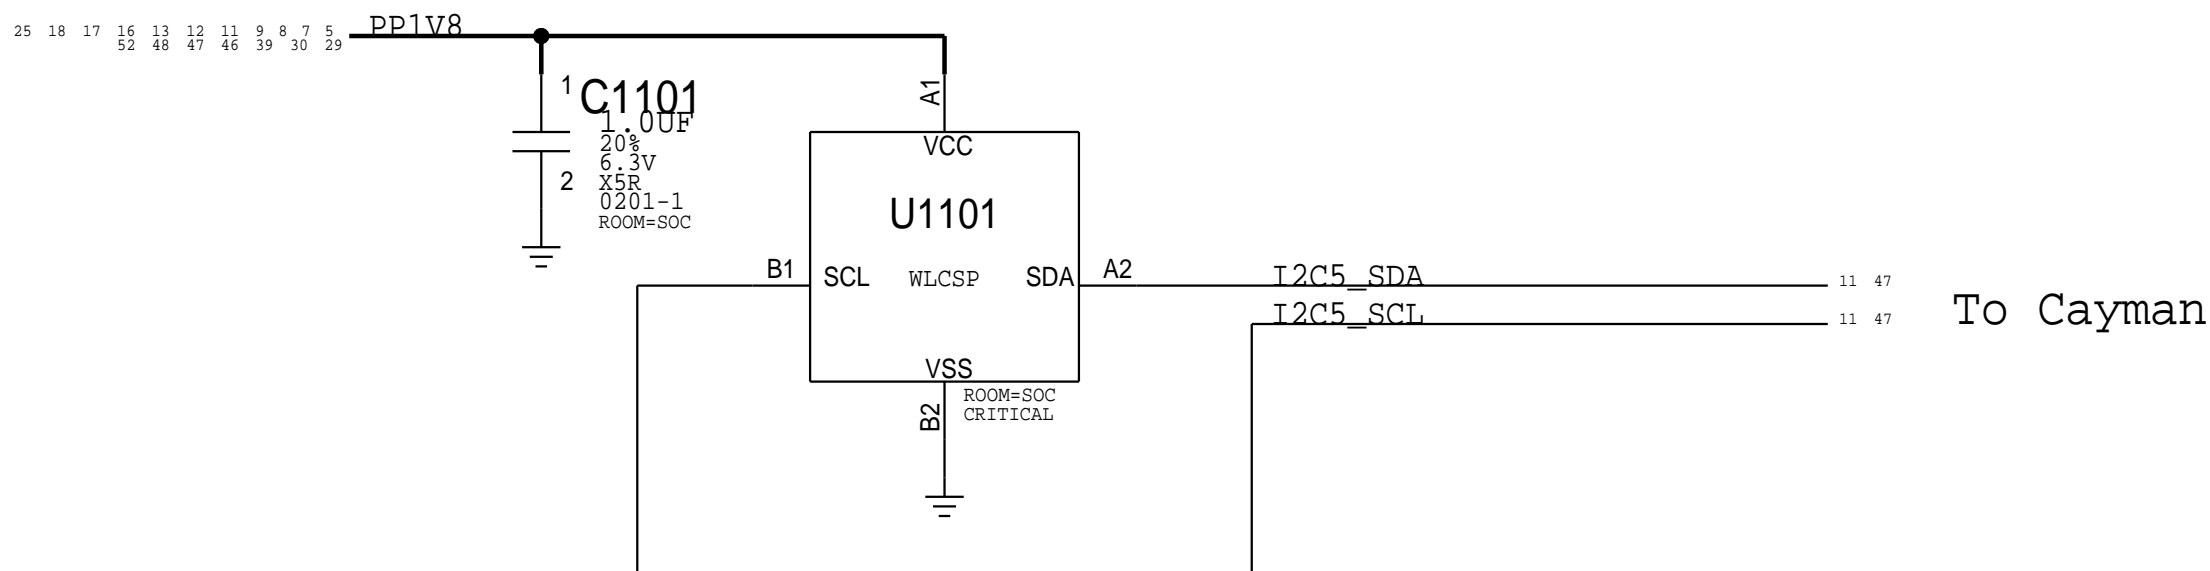 PP1V8
25 18 17 16 13 12 11 9 8 7 5
52 48 47 46 39 30 29
1
C1101
1.0UF
20%
6.3V
2
X5R
0201-1
ROOM=SOC
A1
VCC
U1101
B1
SCL
WLCSP
SDA
A2
I2C5_SDA
11 47
I2C5_SCL
11 47
To Cayman
VSS
B2
ROOM=SOC
CRITICAL